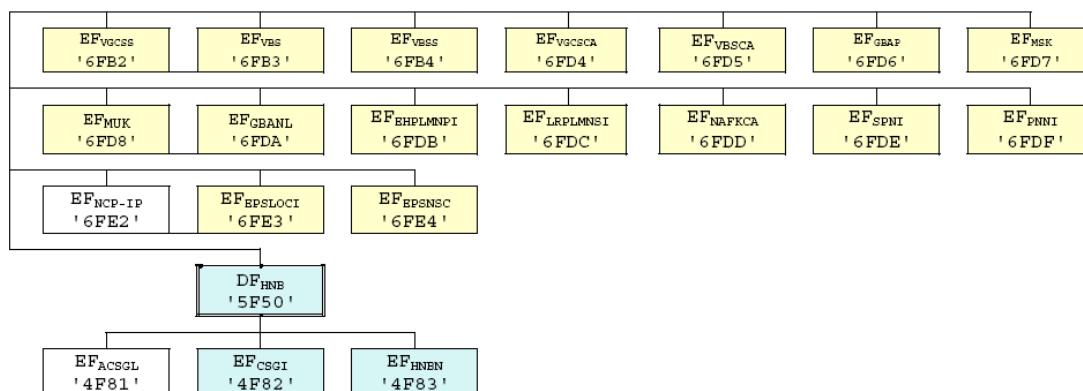 EFVGCSS EFVBS EFVBSS EFVGCSCA EFVBSCA EFGBAP EFMSK
'6FB2' '6FB3' '6FB4' '6FD4' '6FD5' '6FD6' '6FD7'
EFMUK EFGBANL EFEHPLMNPI EFLRPLMNSI EFNAFKCA EFSPNI EFPNNI
'6FD8' '6FDA' '6FDB' '6FDC' '6FDD' '6FDE' '6FDF'
EFNCP-IP EFEPSLOCI EFEPSNSC
'6FE2' '6FE3' '6FE4'
DFHNB
'5F50'
EFACSGL EFCSGI EFHNBN
'4F81' '4F82' '4F83'